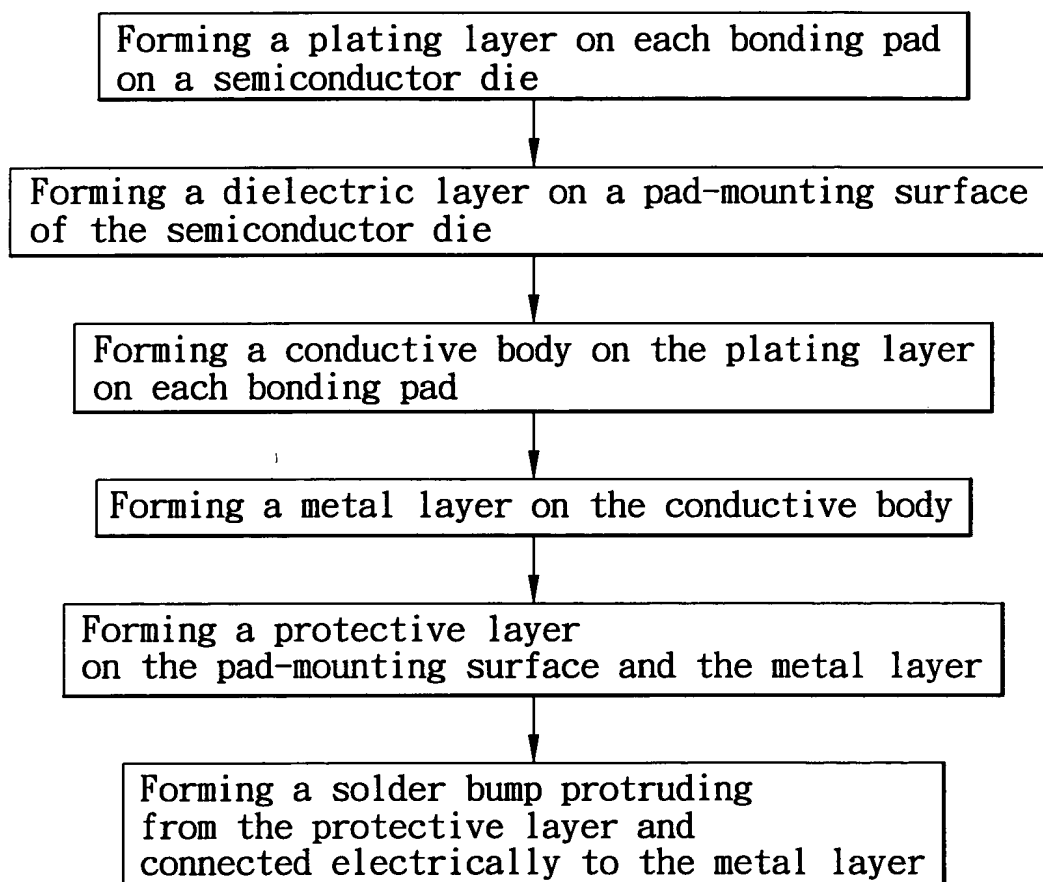 Forming a plating layer on each bonding pad
on a semiconductor die
Forming a dielectric layer on a pad-mounting surface
of the semiconductor die
Forming a conductive body on the plating layer
on each bonding pad
Forming a metal layer on the conductive body
Forming a protective layer
on the pad-mounting surface and the metal layer
Forming a solder bump protruding
from the protective layer and
connected electrically to the metal layer